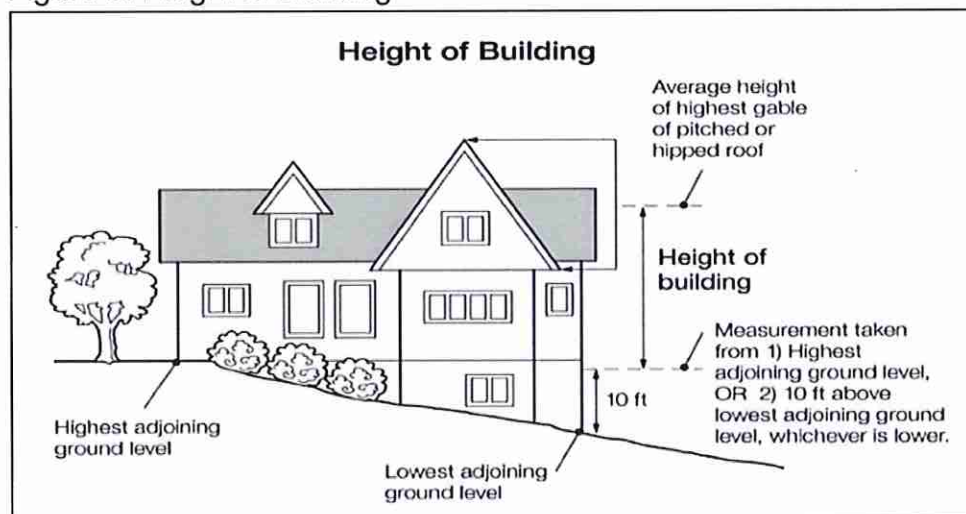 Height of Building
Average height
of highest gable
of pitched or
hipped roof
Height of
building
Measurement taken
from 1) Highest
adjoining
ground level,
OR 2) 10 ft above
lowest adjoining ground
level, whichever is lower.
10 ft
Highest adjoining
ground level
Lowest adjoining
ground level